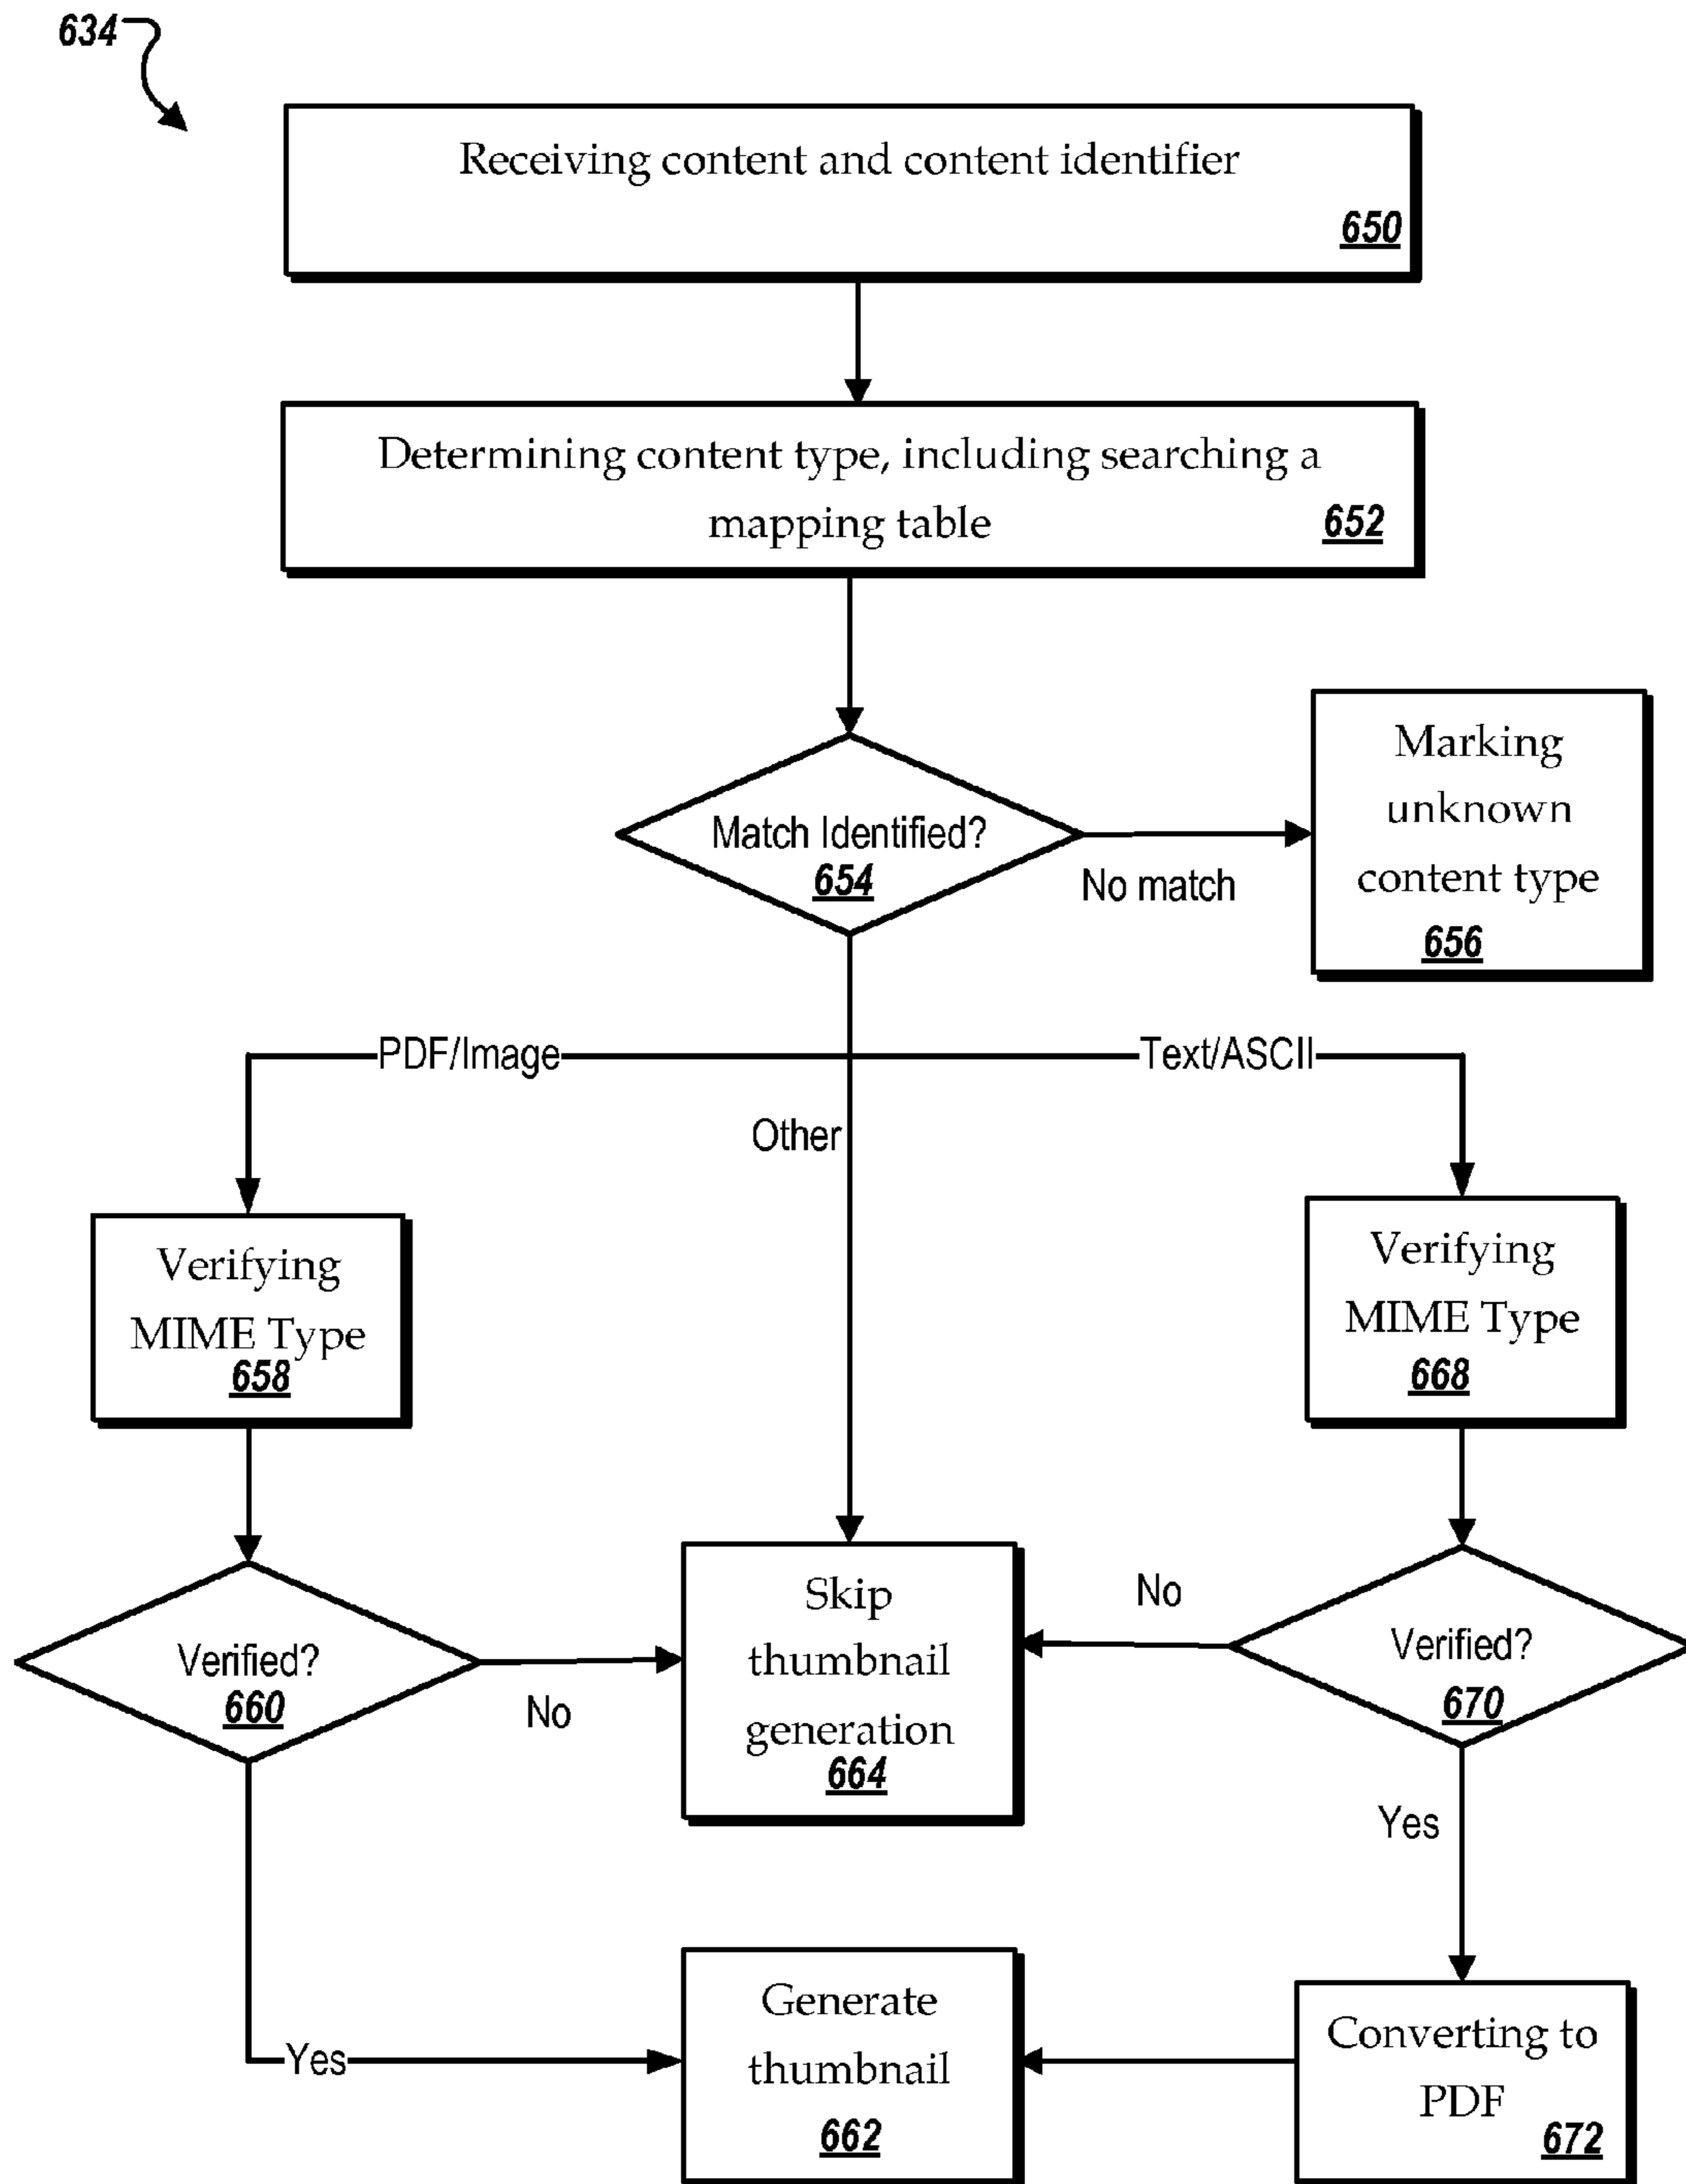 634
Receiving content and content identifier
650
Determining content type, including searching a
mapping table
652
Match Identified?
654
No match
Marking
unknown
content type
656
PDF/Image
Text/ASCII
Other
Verifying
MIME Type
658
Verifying
MIME Type
668
Verified?
660
No
Skip
thumbnail
generation
664
No
Verified?
670
Yes
Yes
Generate
thumbnail
662
Converting to
PDF
672